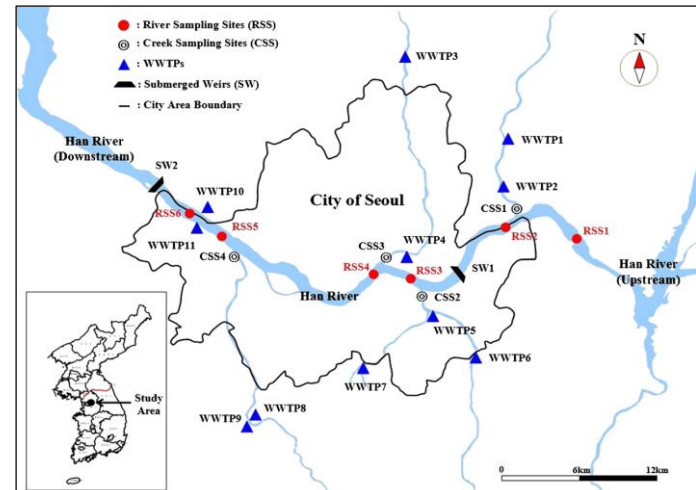 : River Sampling Sites (RSS)
: Creek Sampling Sites (CSS)
: WWTPs
: Submerged Weirs (SW)
: City Area Boundary
N
WWTP3
Han River
(Downstream)
SW2
WWTP1
WWTP10
City of Seoul
WWTP2
RSS6
RSS5
CSS1
RSS2
RSS1
WWTP11
CSS4
CSS3
WWTP4
RSS4
RSS3
SW1
Han River
Han River
(Upstream)
CSS2
WWTP5
WWTP6
WWTP7
WWTP8
WWTP9
Study
Area
0
6km
12km